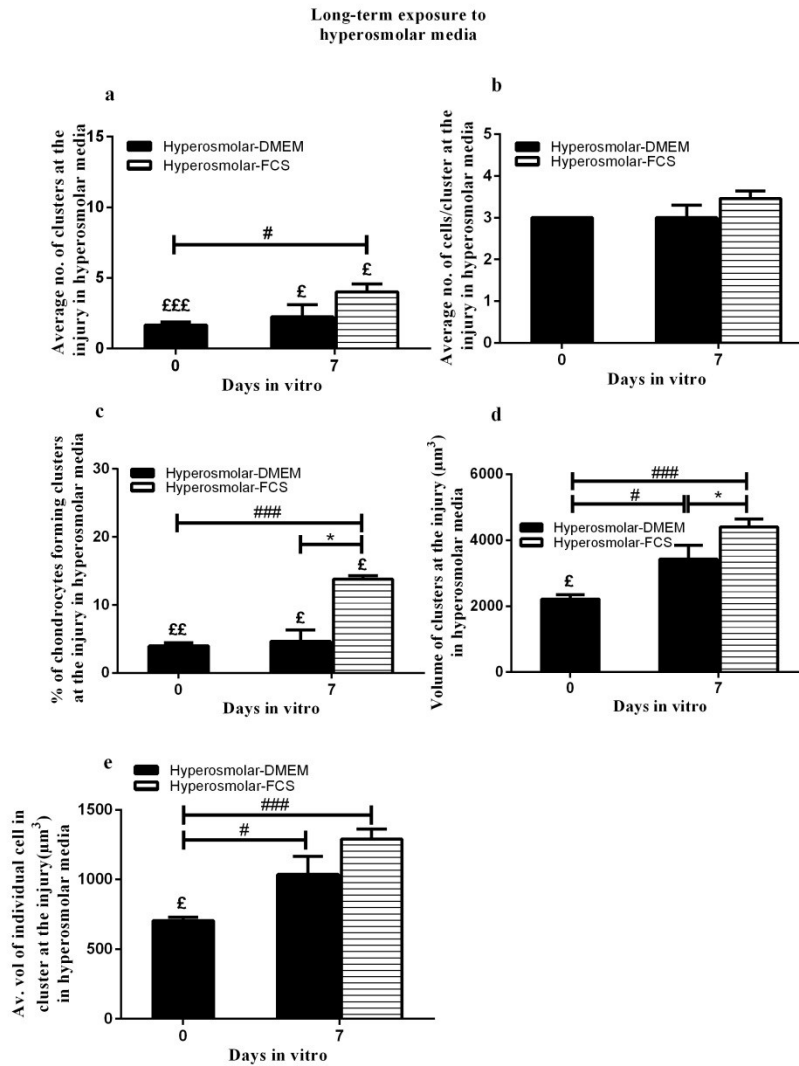 Long-term exposure to
hyperosmolar media
a
Average no. of clusters at the
injury in hyperosmolar media
15
10
5
0
Hyperosmolar-DMEM
Hyperosmolar-FCS
#
£££
£
£
0
7
Days in vitro
b
Average no. of cells/cluster at the
injury in hyperosmolar media
5
4
3
2
1
0
Hyperosmolar-DMEM
Hyperosmolar-FCS
0
7
Days in vitro
c
% of chondrocytes forming clusters
at the injury in hyperosmolar media
30
20
10
0
Hyperosmolar-DMEM
Hyperosmolar-FCS
###
*
££
£
£
0
7
Days in vitro
d
Volume of clusters at the injury (µm³)
in hyperosmolar media
6000
4000
2000
0
###
#
*
Hyperosmolar-DMEM
Hyperosmolar-FCS
£
0
7
Days in vitro
e
Av. vol of individual cell in
cluster at the injury(µm³)
in hyperosmolar media
1500
1000
500
0
Hyperosmolar-DMEM
Hyperosmolar-FCS
###
#
£
0
7
Days in vitro